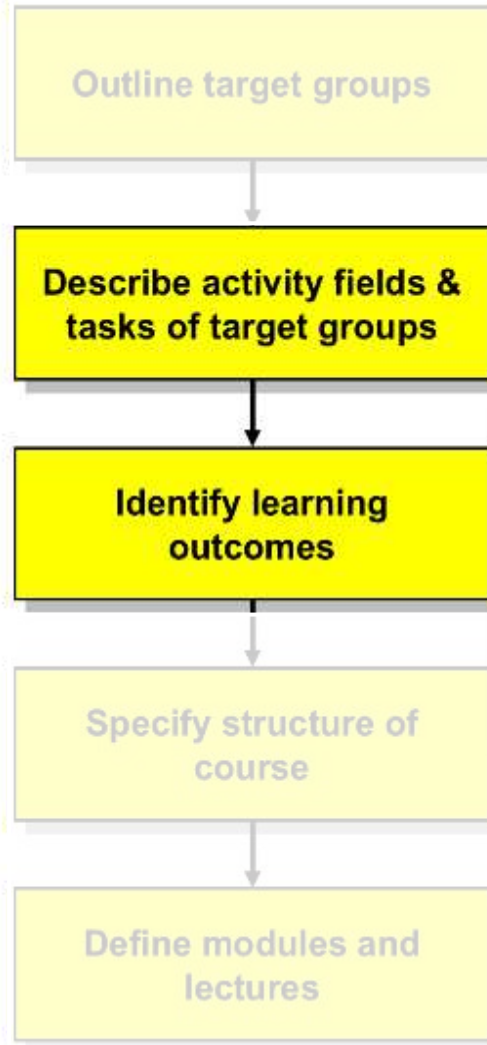 Outline target groups
Describe activity fields &
tasks of target groups
Identify learning
outcomes
Specify structure of
course
Define modules and
lectures